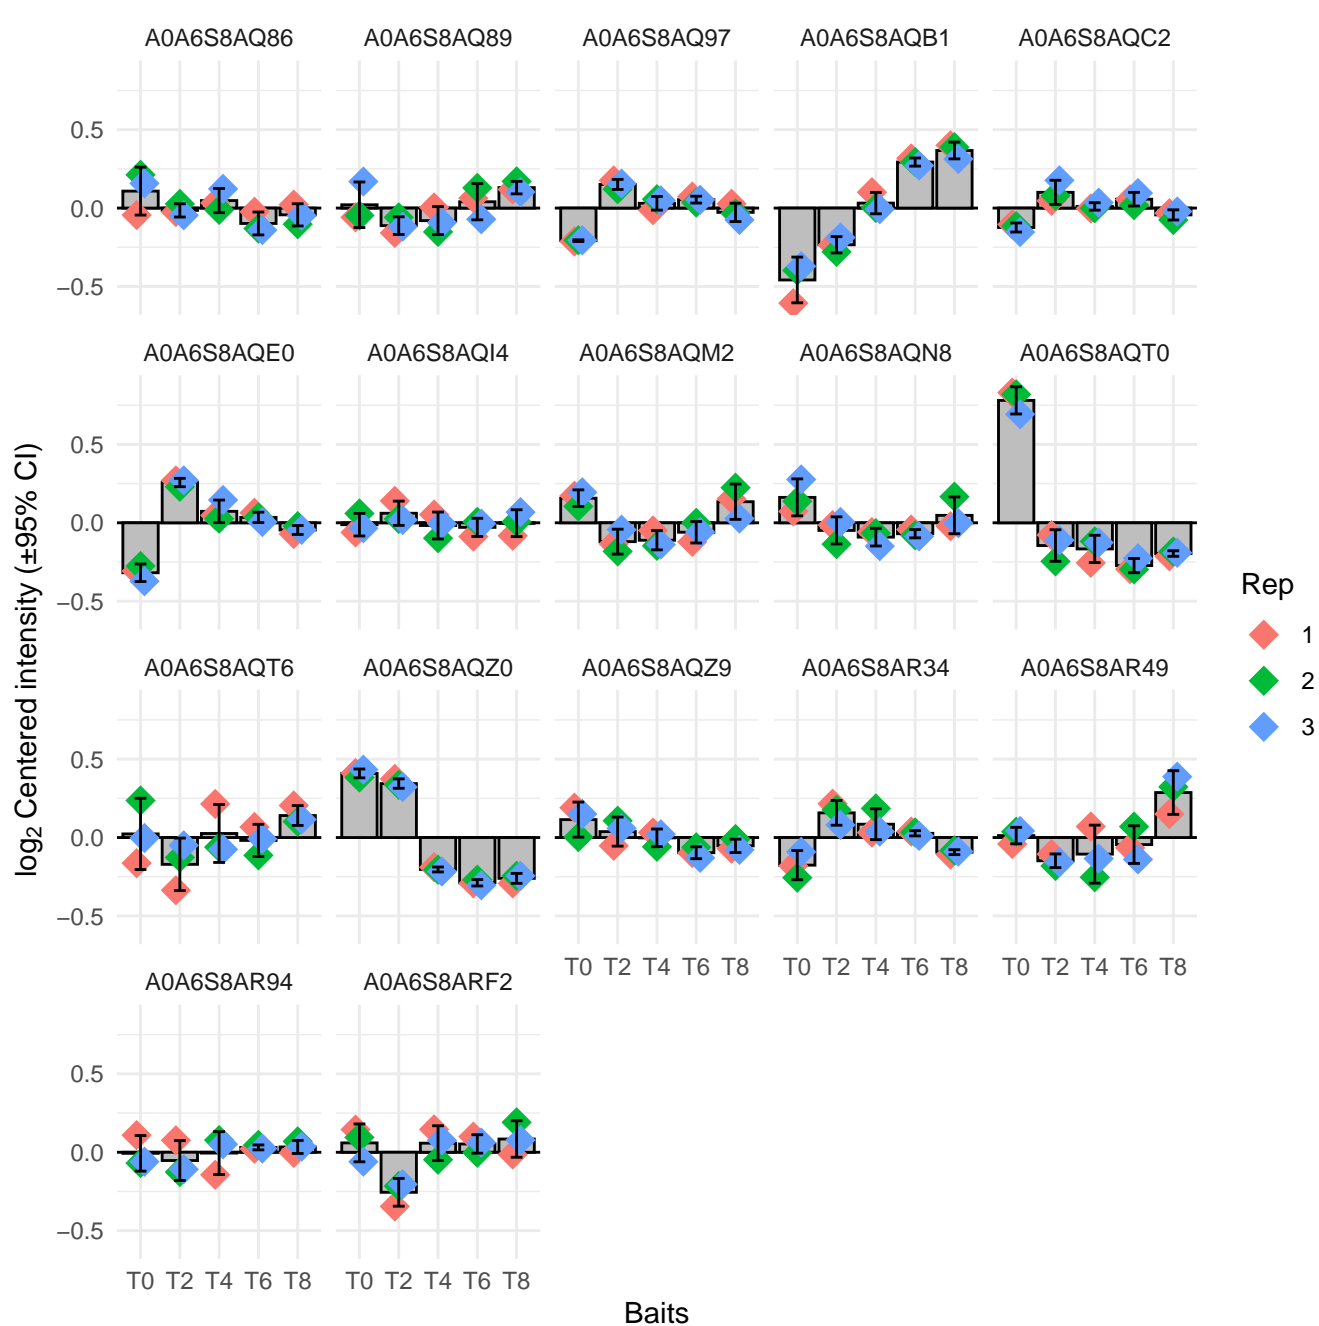 A0A6S8AQ86 A0A6S8AQ89 A0A6S8AQ97 A0A6S8AQB1 A0A6S8AQC2
0.5
0.0
−0.5
A0A6S8AQE0 A0A6S8AQI4 A0A6S8AQM2 A0A6S8AQN8 A0A6S8AQT0
0.5
0.0
−0.5
A0A6S8AQT6 A0A6S8AQZ0 A0A6S8AQZ9 A0A6S8AR34 A0A6S8AR49
0.5
0.0
−0.5
T0 T2 T4 T6 T8 T0 T2 T4 T6 T8 T0 T2 T4 T6 T8
A0A6S8AR94 A0A6S8ARF2
0.5
0.0
−0.5
T0 T2 T4 T6 T8 T0 T2 T4 T6 T8
Baits
log2 Centered intensity (±95% CI)
Rep
1
2
3